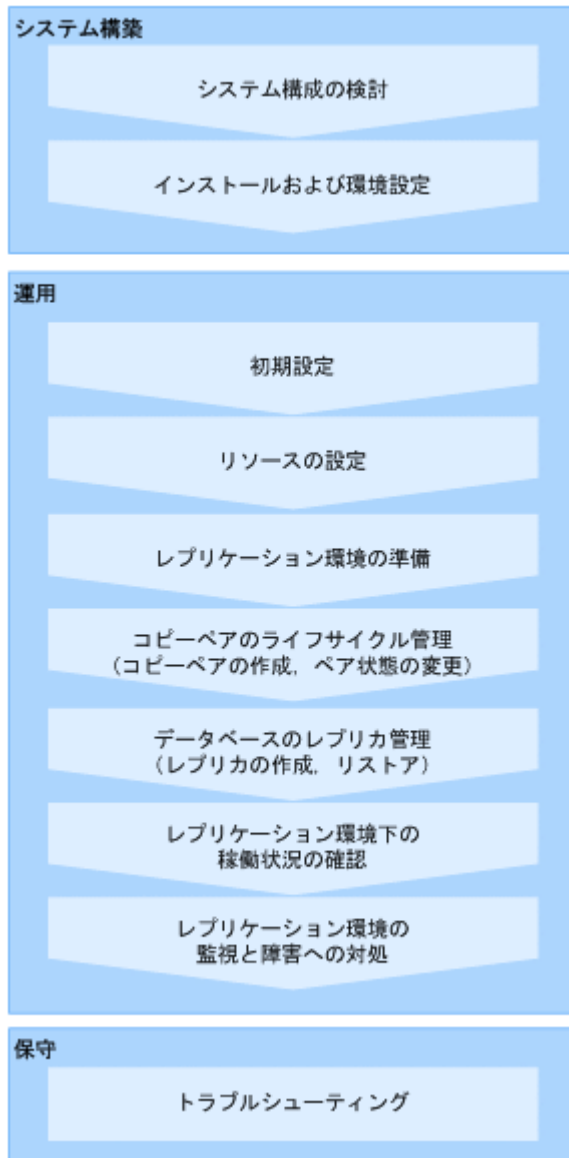 システム構築
システム構成の検討
インストールおよび環境設定
運用
初期設定
リソースの設定
レプリケーション環境の準備
コピーペアのライフサイクル管理
（コピーペアの作成，ペア状態の変更）
データベースのレプリカ管理
（レプリカの作成，リストア）
レプリケーション環境下の
稼働状況の確認
レプリケーション環境の
監視と障害への対処
保守
トラブルシューティング